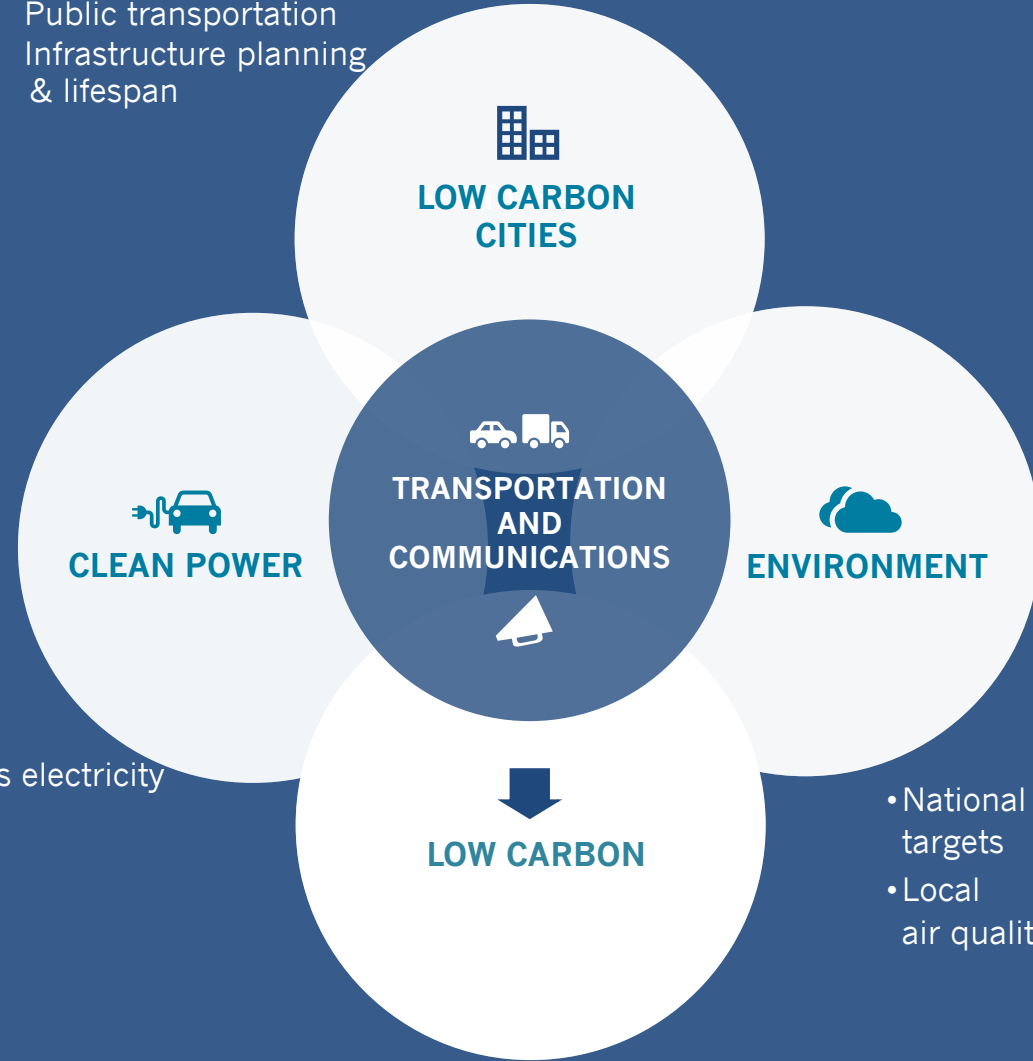 Public transportation
Infrastructure planning
& lifespan
LOW CARBON
CITIES
TRANSPORTATION
AND
COMMUNICATIONS
CLEAN POWER
ENVIRONMENT
s electricity
LOW CARBON
• National
targets
• Local
air qualit